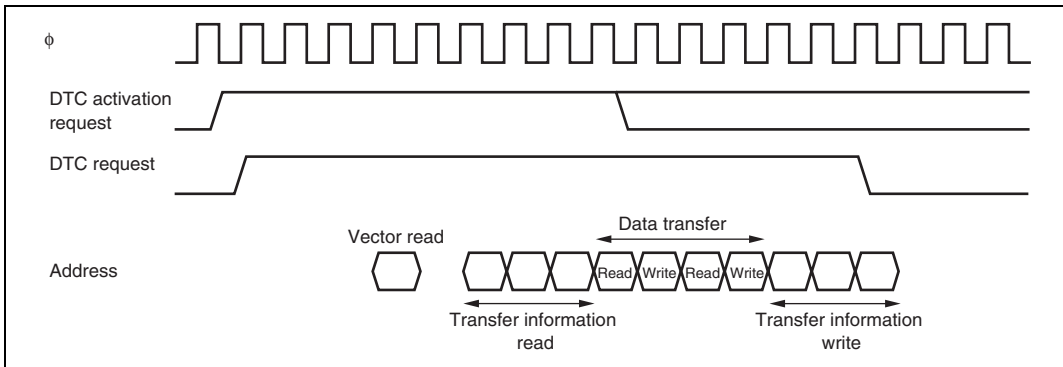 ϕ
DTC activation
request
DTC request
Data transfer
Vector read
Address
Read Write Read Write
Transfer information
read
Transfer information
write